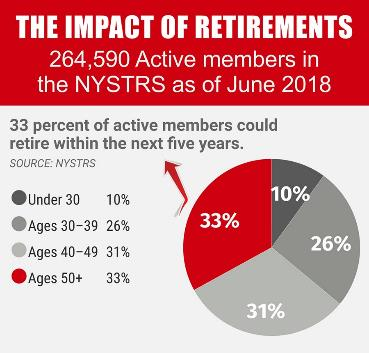 THE IMPACT OF RETIREMENTS
264,590 Active members in
the NYSTRS as of June 2018
33 percent of active members could
retire within the next five years.
SOURCE: NYSTRS
Under 30 10%
Ages 30–39 26%
Ages 40–49 31%
Ages 50+ 33%
10%
33%
26%
31%